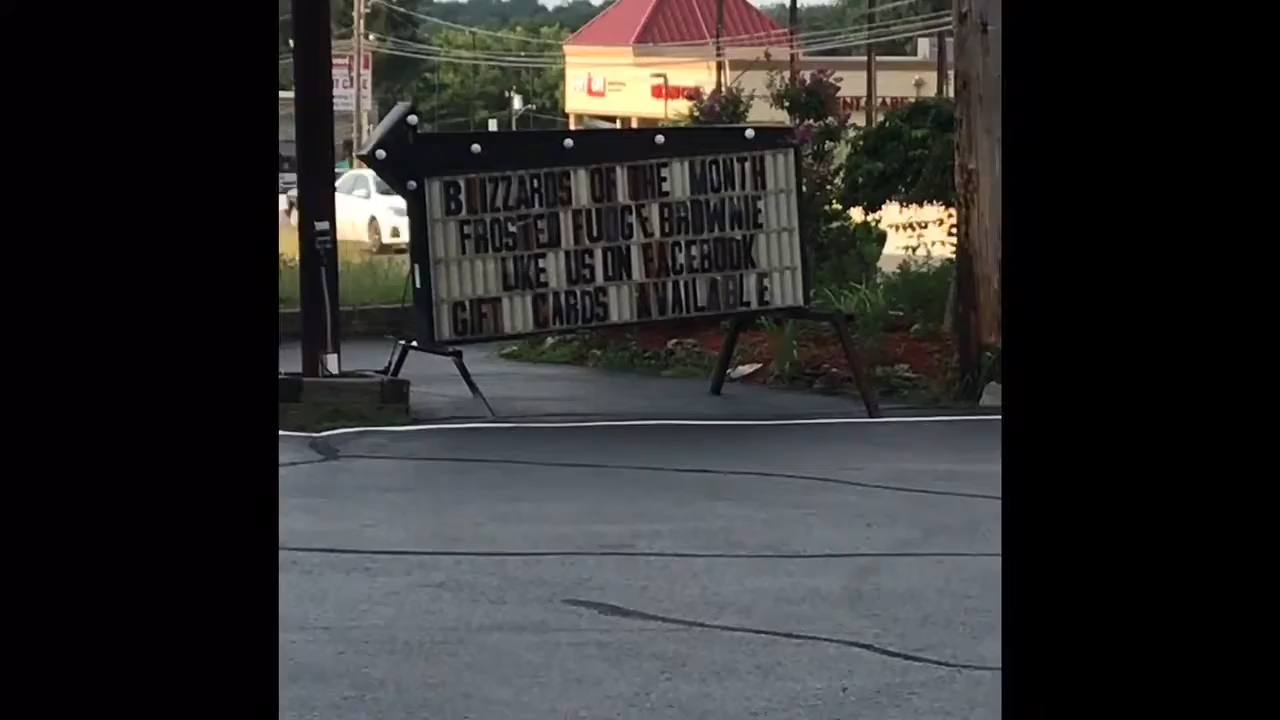 BLIZZARDS OF THE MONTH
FROSTED FUDGE BROWNIE
LIKE US ON FACEBOOK
GIFT CARDS AVAILABLE